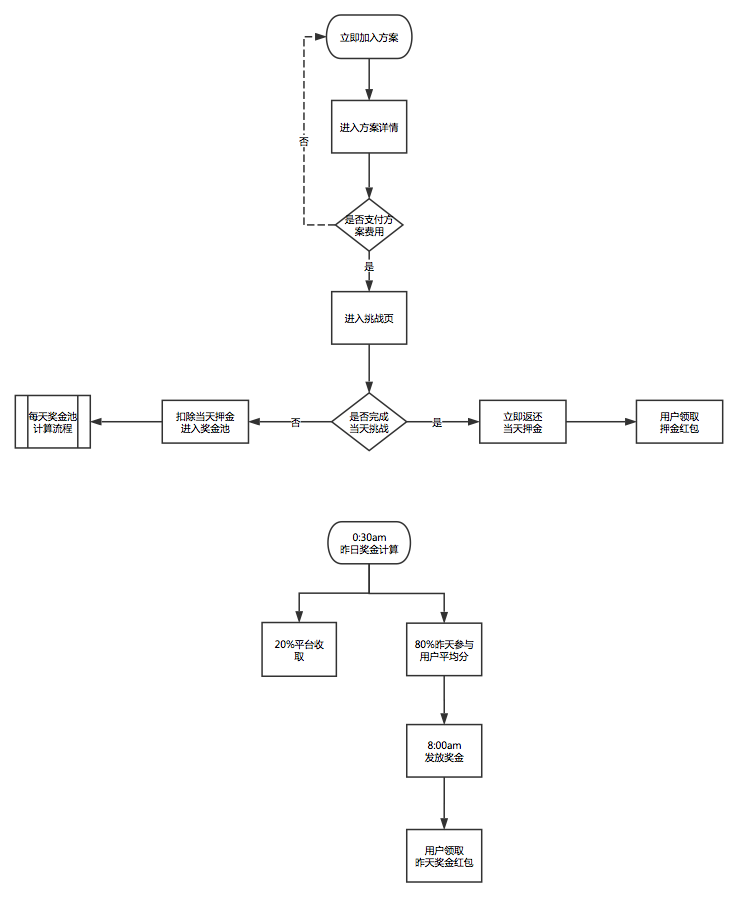 立即加入方案
进入方案详情
否
是否支付方
案费用
是
进入挑战页
每天奖金池
计算流程
扣除当天押金
进入奖金池
否
是否完成
当天挑战
是
立即返还
当天押金
用户领取
押金红包
0:30am
昨日奖金计算
20%平台收
取
80%昨天参与
用户平均分
8:00am
发放奖金
用户领取
昨天奖金红包